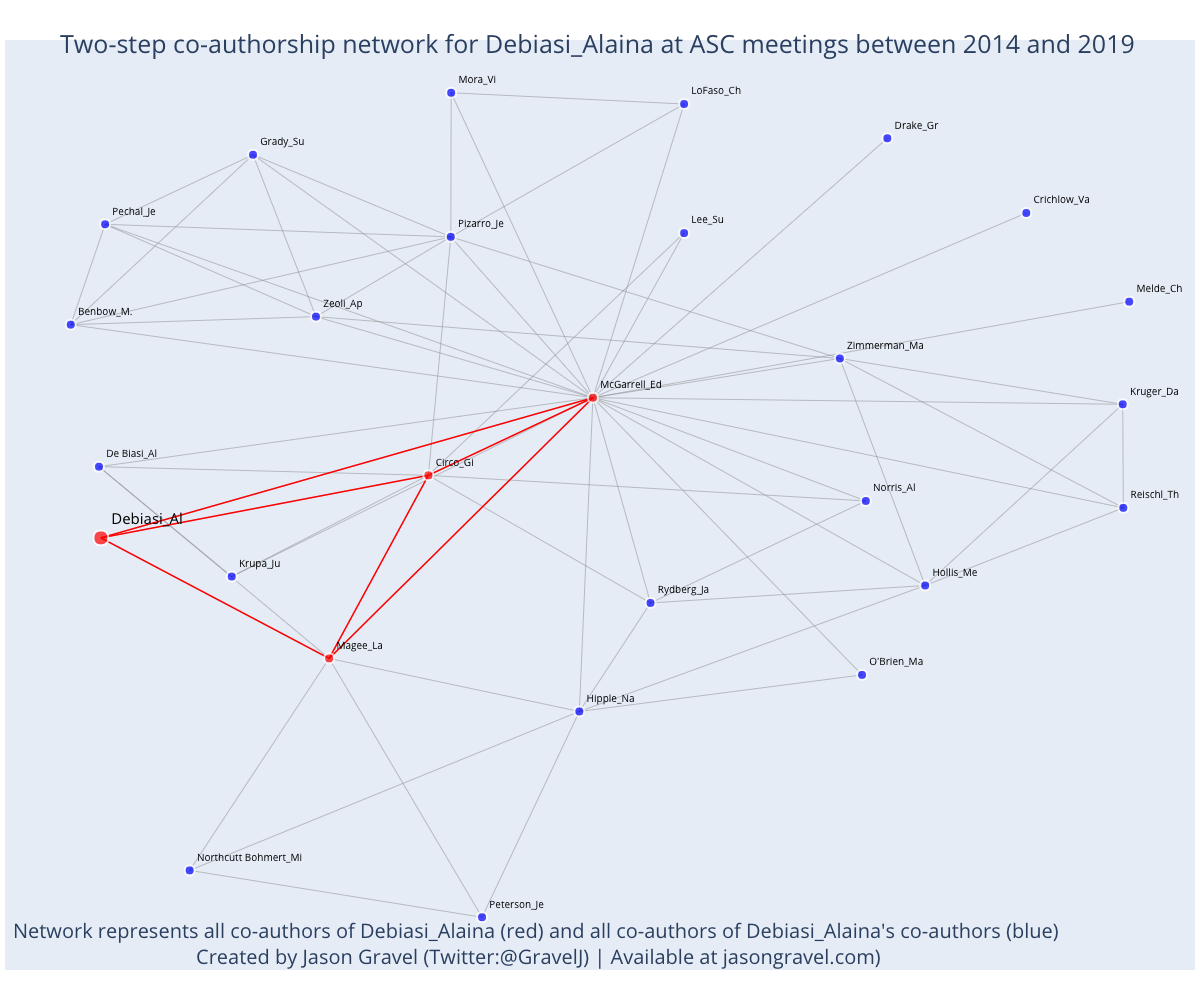 Two-step co-authorship network for Debiasi_Alaina at ASC meetings between 2014 and 2019
Mora_Vi
LoFaso_Ch
Drake_Gr
Grady_Su
Crichlow_Va
Pechal_Je
Pizarro_Je
Lee_Su
Melde_Ch
Benbow_M.
Zeoli_Ap
Zimmerman_Ma
McGarrell_Ed
Kruger_Da
De Biasi_Al
Circo_Gi
Norris_Al
Reischl_Th
Debiasi_Al
Krupa_Ju
Rydberg_Ja
Hollis_Me
Magee_La
O'Brien_Ma
Hipple_Na
Northcutt Bohmert_Mi
Peterson_Je
Network represents all co-authors of Debiasi_Alaina (red) and all co-authors of Debiasi_Alaina's co-authors (blue)
Created by Jason Gravel (Twitter:@GravelJ) | Available at jasongravel.com)